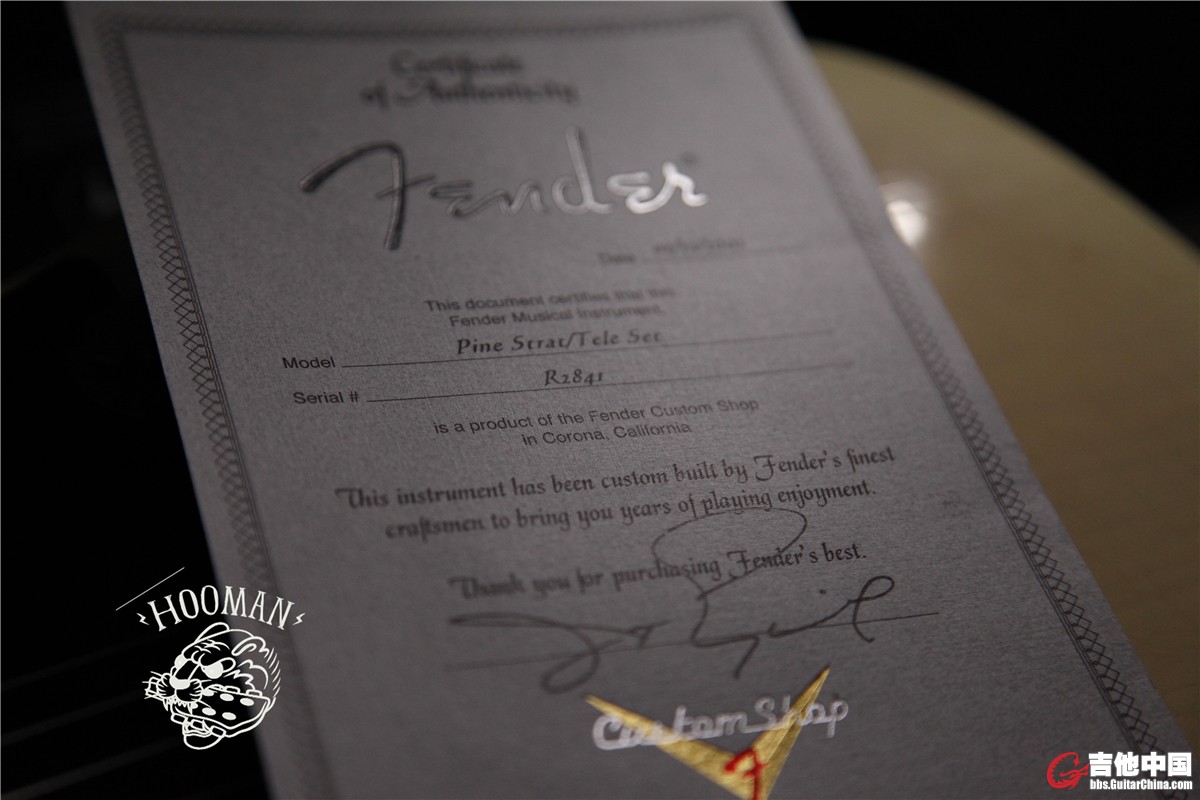 Certificate
of Authenticity
Fender
Date
This document certifies that this
Fender Musical Instrument,
Model Pine Strat/Tele Set
Serial # R2841
is a product of the Fender Custom Shop
in Corona, California
This instrument has been custom built by Fender's finest
craftsmen to bring you years of playing enjoyment.
Thank you for purchasing Fender's best.
Custom Shop
HOOMAN
吉他中国
bbs.GuitarChina.com